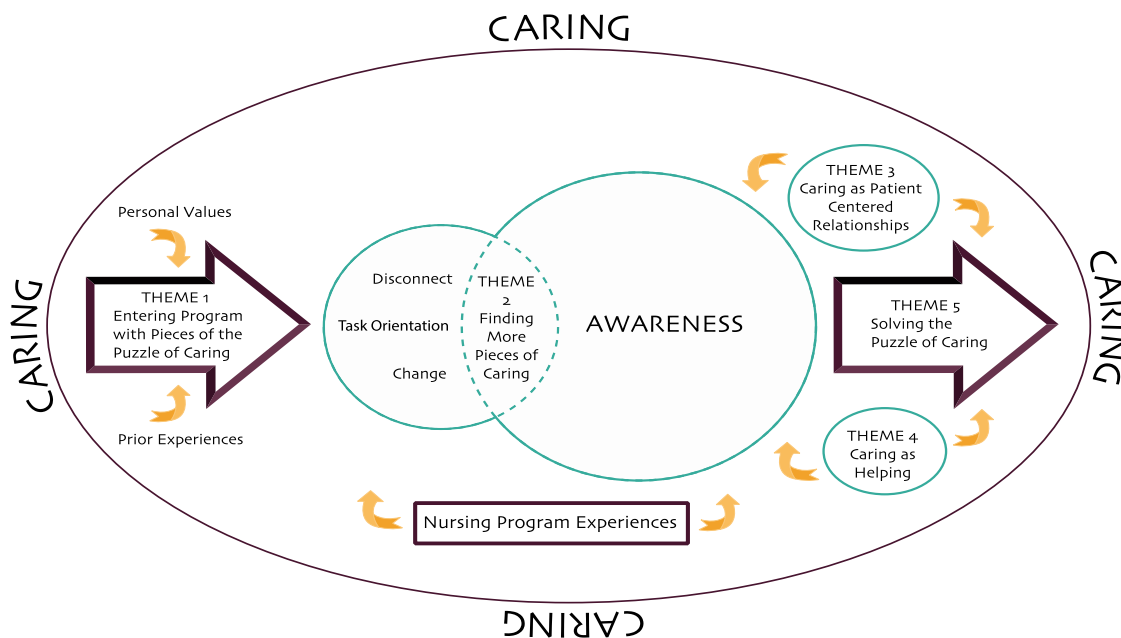 CARING
CARING
Personal Values
THEME 1
Entering Program
with Pieces of the
Puzzle of Caring
Prior Experiences
Disconnect
Task Orientation
Change
THEME
2
Finding
More
Pieces of
Caring
AWARENESS
Nursing Program Experiences
THEME 3
Caring as Patient
Centered
Relationships
THEME 5
Solving the
Puzzle of Caring
THEME 4
Caring as
Helping
CARING
CARING